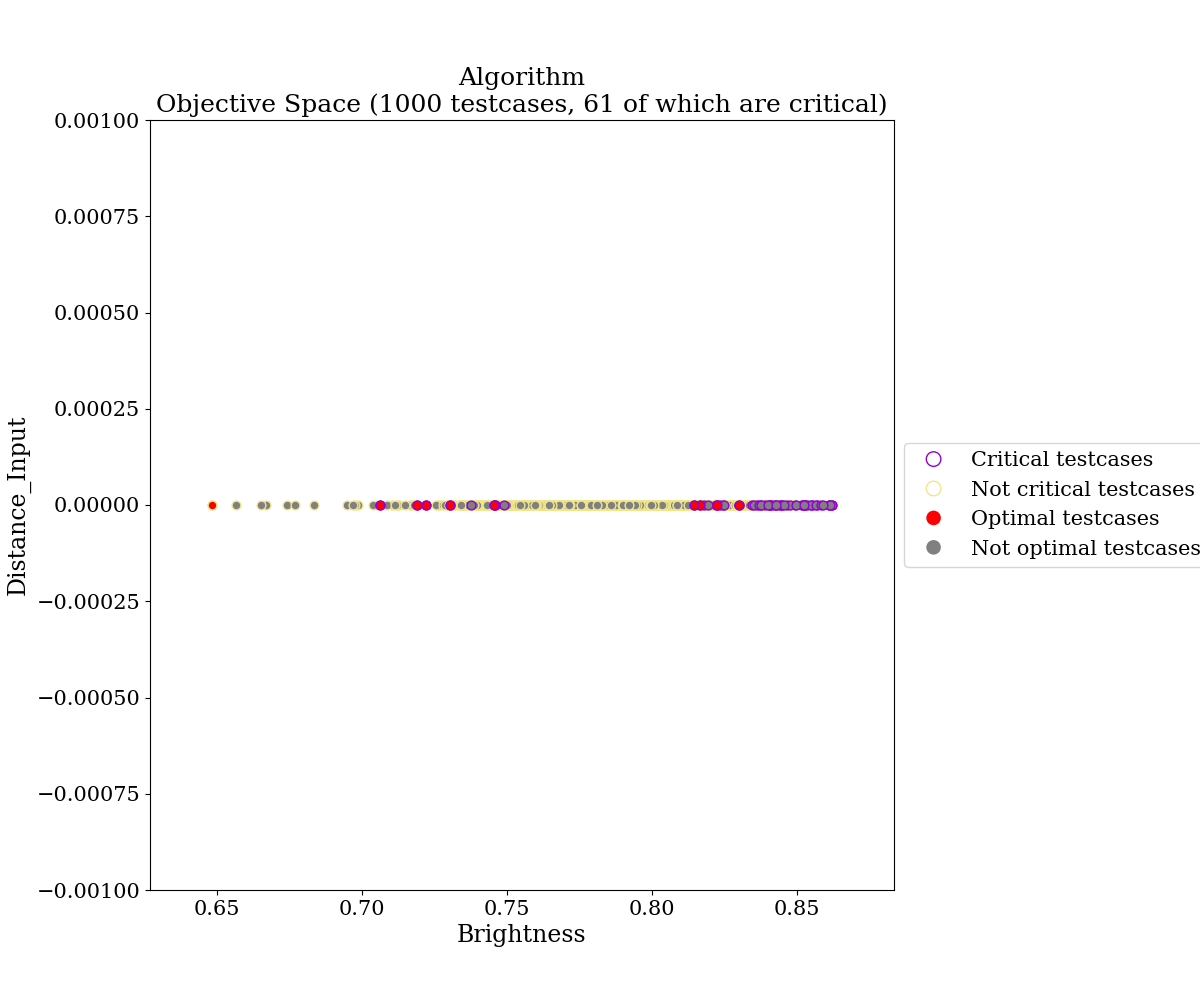 Algorithm
Objective Space (1000 testcases, 61 of which are critical)
0.00100
0.00075
0.00050
0.00025
0.00000
−0.00025
−0.00050
−0.00075
−0.00100
Distance_Input
0.65 0.70 0.75 0.80 0.85
Brightness
Critical testcases
Not critical testcases
Optimal testcases
Not optimal testcases